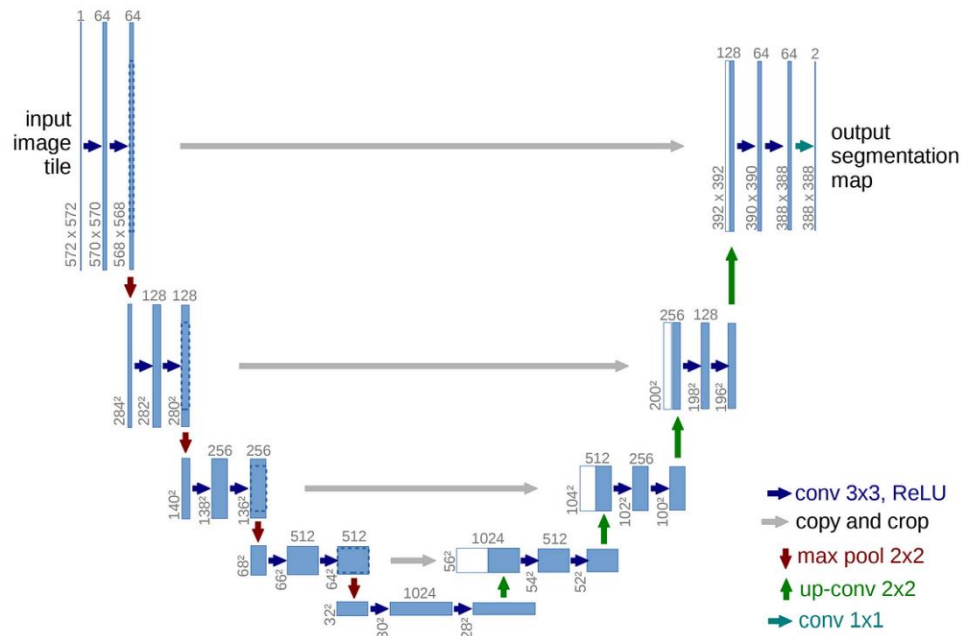 1 64 64
input
image
tile
572 x 572
570 x 570
568 x 568
128 64 64 2
output
segmentation
map
392 x 392
390 x 390
388 x 388
388 x 388
128 128
284²
282²
280²
256 128
200²
198²
196²
256 256
140²
138²
136²
512 256
104²
102²
100²
512 512
68²
66²
64²
1024 512
56²
54²
52²
1024
32²
30²
28²
conv 3x3, ReLU
copy and crop
max pool 2x2
up-conv 2x2
conv 1x1